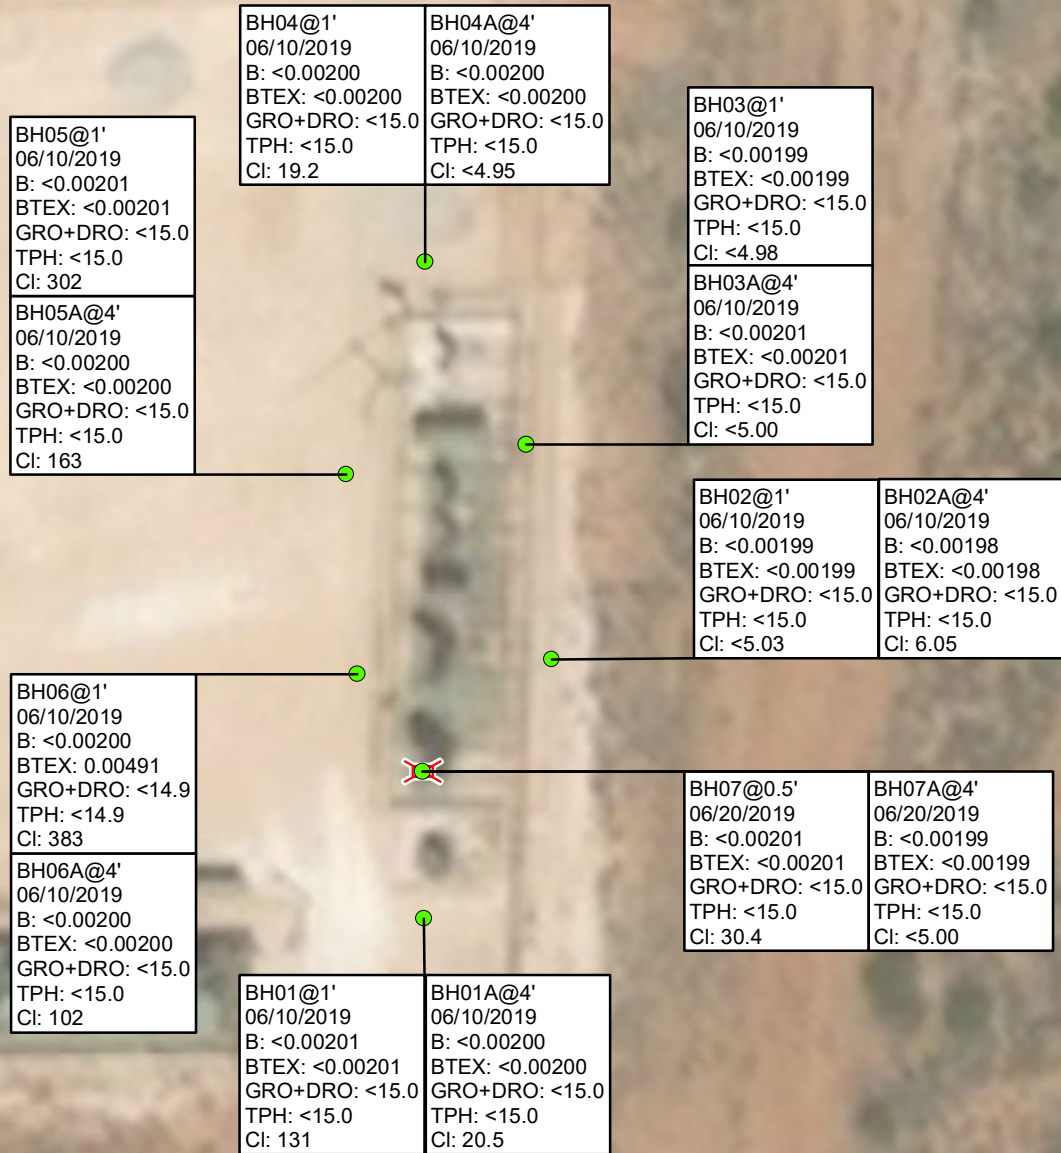 BH04@1'
06/10/2019
B: <0.00200
BTEX: <0.00200
GRO+DRO: <15.0
TPH: <15.0
Cl: 19.2
BH04A@4'
06/10/2019
B: <0.00200
BTEX: <0.00200
GRO+DRO: <15.0
TPH: <15.0
Cl: <4.95
BH03@1'
06/10/2019
B: <0.00199
BTEX: <0.00199
GRO+DRO: <15.0
TPH: <15.0
Cl: <4.98
BH03A@4'
06/10/2019
B: <0.00201
BTEX: <0.00201
GRO+DRO: <15.0
TPH: <15.0
Cl: <5.00
BH05@1'
06/10/2019
B: <0.00201
BTEX: <0.00201
GRO+DRO: <15.0
TPH: <15.0
Cl: 302
BH05A@4'
06/10/2019
B: <0.00200
BTEX: <0.00200
GRO+DRO: <15.0
TPH: <15.0
Cl: 163
BH02@1'
06/10/2019
B: <0.00199
BTEX: <0.00199
GRO+DRO: <15.0
TPH: <15.0
Cl: <5.03
BH02A@4'
06/10/2019
B: <0.00198
BTEX: <0.00198
GRO+DRO: <15.0
TPH: <15.0
Cl: 6.05
BH06@1'
06/10/2019
B: <0.00200
BTEX: 0.00491
GRO+DRO: <14.9
TPH: <14.9
Cl: 383
BH06A@4'
06/10/2019
B: <0.00200
BTEX: <0.00200
GRO+DRO: <15.0
TPH: <15.0
Cl: 102
BH07@0.5'
06/20/2019
B: <0.00201
BTEX: <0.00201
GRO+DRO: <15.0
TPH: <15.0
Cl: 30.4
BH07A@4'
06/20/2019
B: <0.00199
BTEX: <0.00199
GRO+DRO: <15.0
TPH: <15.0
Cl: <5.00
BH01@1'
06/10/2019
B: <0.00201
BTEX: <0.00201
GRO+DRO: <15.0
TPH: <15.0
Cl: 131
BH01A@4'
06/10/2019
B: <0.00200
BTEX: <0.00200
GRO+DRO: <15.0
TPH: <15.0
Cl: 20.5